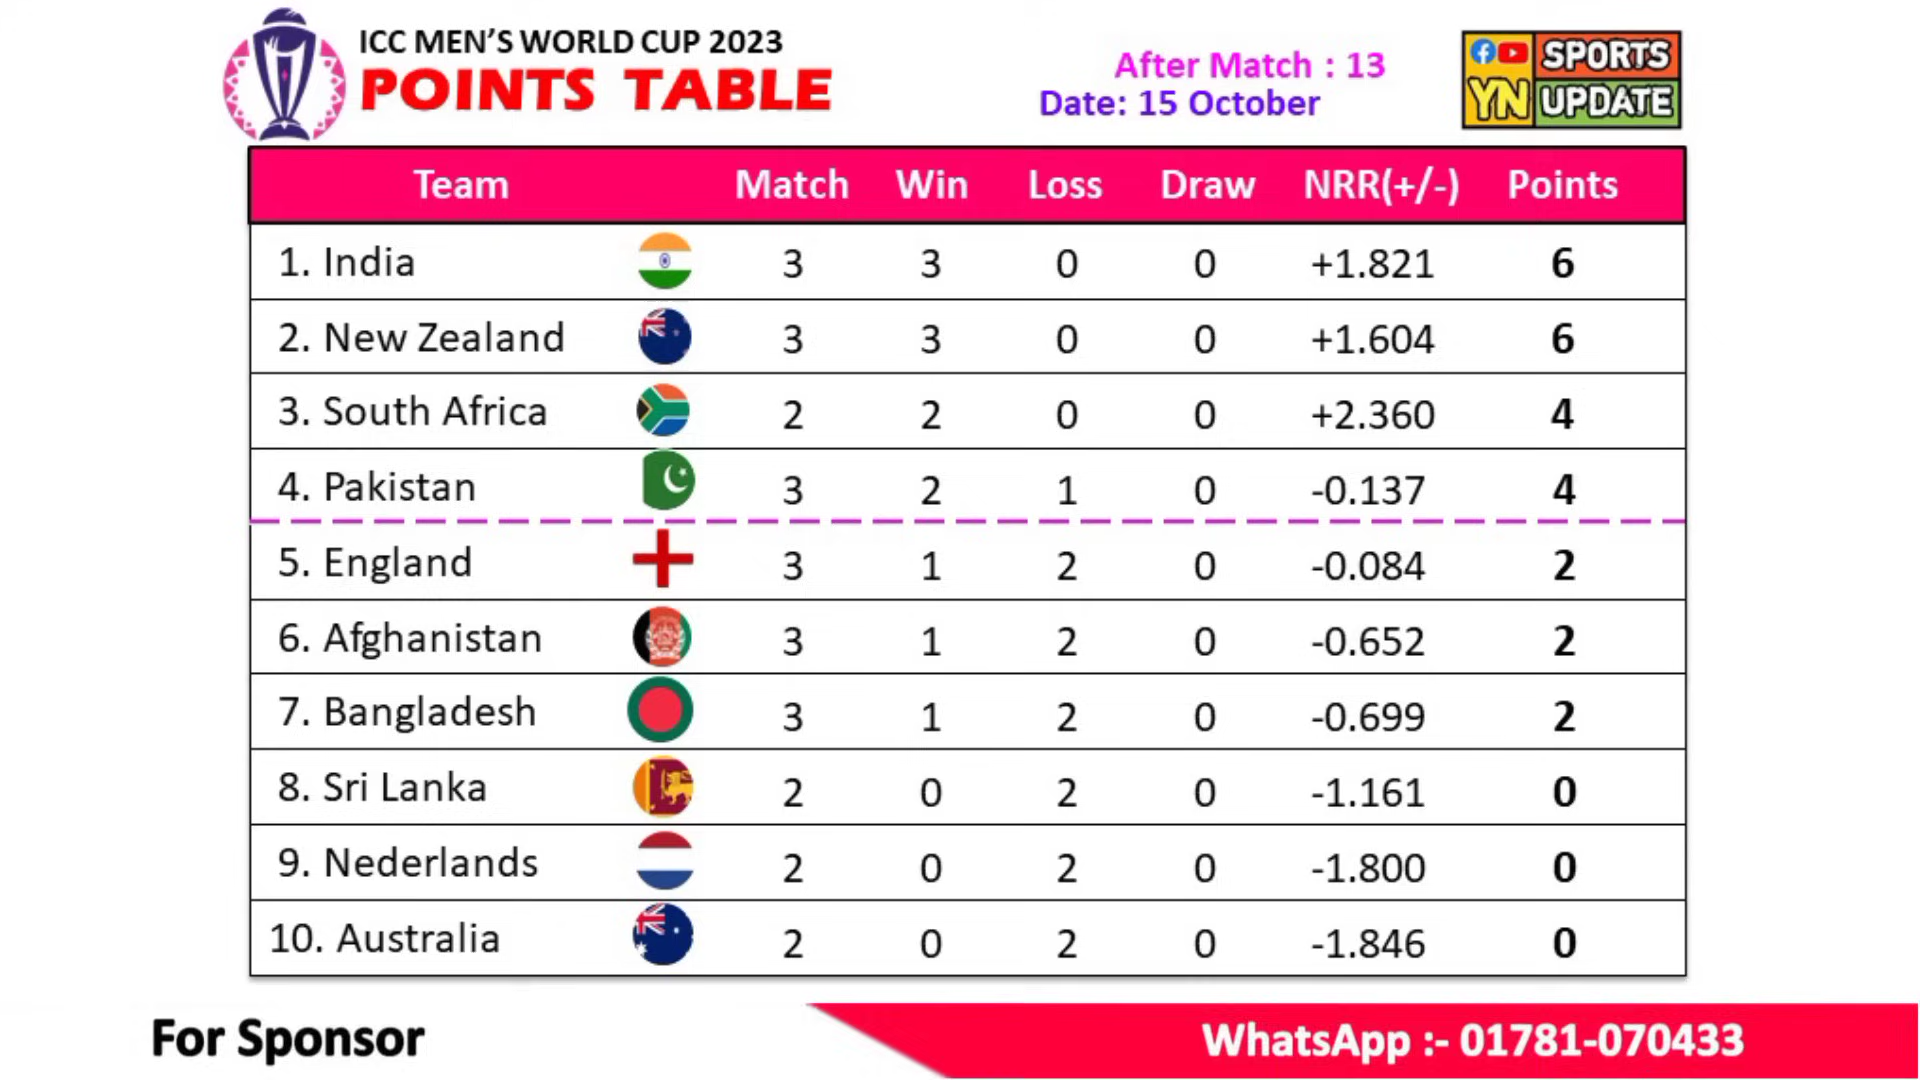 ICC MEN'S WORLD CUP 2023
POINTS TABLE
After Match : 13
Date: 15 October
SPORTS
YN UPDATE
Team Match Win Loss Draw NRR(+/-) Points
1. India 3 3 0 0 +1.821 6
2. New Zealand 3 3 0 0 +1.604 6
3. South Africa 2 2 0 0 +2.360 4
4. Pakistan 3 2 1 0 -0.137 4
5. England 3 1 2 0 -0.084 2
6. Afghanistan 3 1 2 0 -0.652 2
7. Bangladesh 3 1 2 0 -0.699 2
8. Sri Lanka 2 0 2 0 -1.161 0
9. Nederlands 2 0 2 0 -1.800 0
10. Australia 2 0 2 0 -1.846 0
For Sponsor
WhatsApp :- 01781-070433